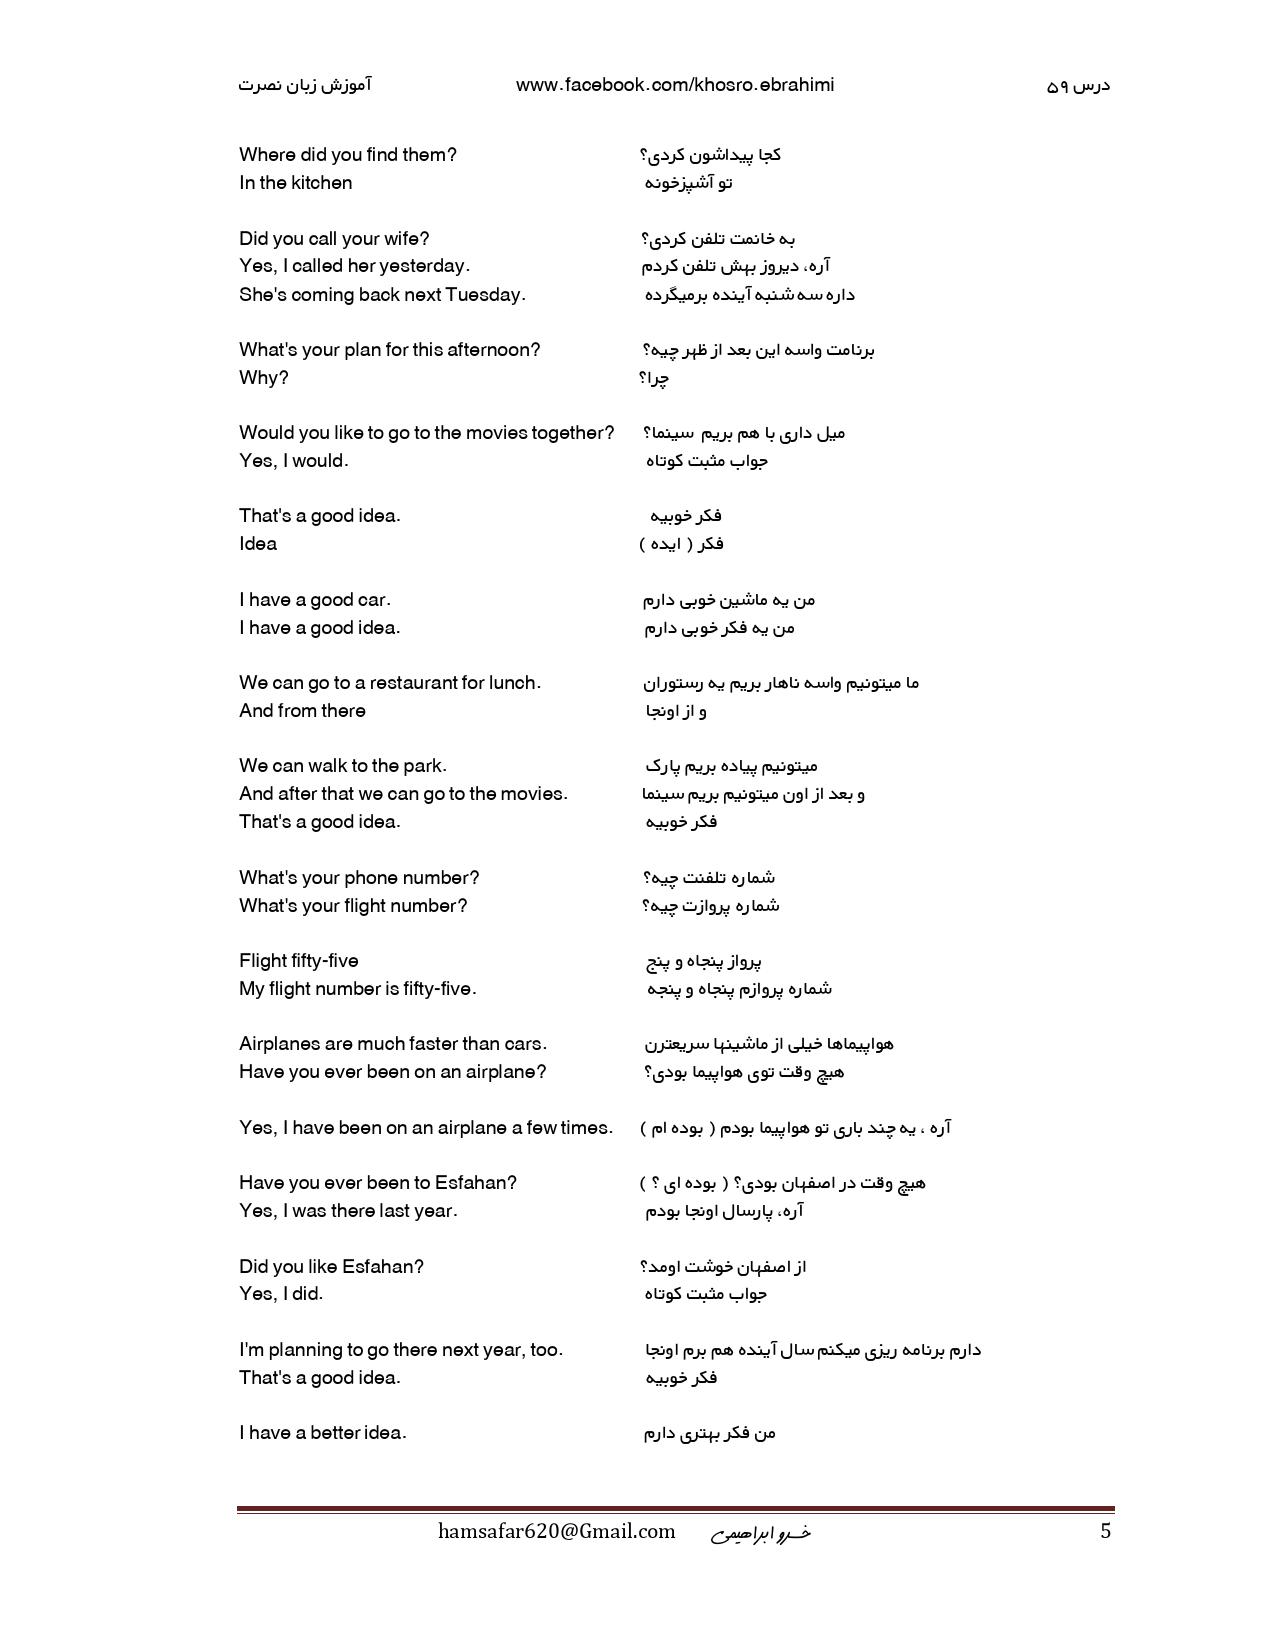 آموزش زبان نصرت www.facebook.com/khosro.ebrahimi درس ۵۹
Where did you find them? کجا پیداشون کردی؟
In the kitchen تو آشپزخونه
Did you call your wife? به خانمت تلفن کردی؟
Yes, I called her yesterday. آره، دیروز بهش تلفن کردم
She's coming back next Tuesday. داره سه شنبه آینده برمیگرده
What's your plan for this afternoon? برنامت واسه این بعد از ظهر چیه؟
Why? چرا؟
Would you like to go to the movies together? میل داری با هم بریم سینما؟
Yes, I would. جواب مثبت کوتاه
That's a good idea. فکر خوبیه
Idea فکر ( ایده )
I have a good car. من یه ماشین خوبی دارم
I have a good idea. من یه فکر خوبی دارم
We can go to a restaurant for lunch. ما میتونیم واسه ناهار بریم یه رستوران
And from there و از اونجا
We can walk to the park. میتونیم پیاده بریم پارک
And after that we can go to the movies. و بعد از اون میتونیم بریم سینما
That's a good idea. فکر خوبیه
What's your phone number? شماره تلفنت چیه؟
What's your flight number? شماره پروازت چیه؟
Flight fifty-five پرواز پنجاه و پنج
My flight number is fifty-five. شماره پروازم پنجاه و پنجه
Airplanes are much faster than cars. هواپیماها خیلی از ماشینها سریعترن
Have you ever been on an airplane? هیچ وقت توی هواپیما بودی؟
Yes, I have been on an airplane a few times. آره ، یه چند باری تو هواپیما بودم ( بوده ام )
Have you ever been to Esfahan? هیچ وقت در اصفهان بودی؟ ( بوده ای ؟ )
Yes, I was there last year. آره، پارسال اونجا بودم
Did you like Esfahan? از اصفهان خوشت اومد؟
Yes, I did. جواب مثبت کوتاه
I'm planning to go there next year, too. دارم برنامه ریزی میکنم سال آینده هم برم اونجا
That's a good idea. فکر خوبیه
I have a better idea. من فکر بهتری دارم
hamsafar620@Gmail.com خسرو ابراهیمی 5